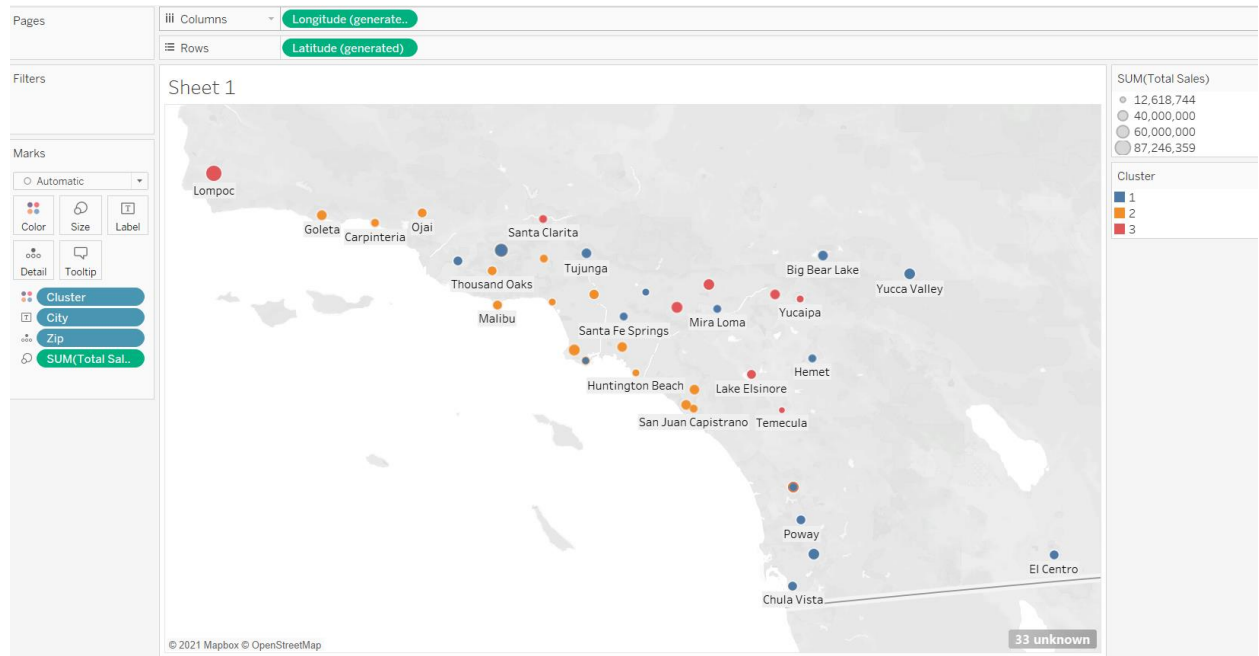 Pages
Columns
Longitude (generate..
Rows
Latitude (generated)
Filters
Marks
Automatic
Color
Size
Label
Detail
Tooltip
Cluster
City
Zip
SUM(Total Sal..
Sheet 1
Lompoc
Goleta
Carpinteria
Ojai
Santa Clarita
Thousand Oaks
Tujunga
Big Bear Lake
Yucca Valley
Malibu
Santa Fe Springs
Mira Loma
Yucaipa
Hemet
Huntington Beach
Lake Elsinore
San Juan Capistrano
Temecula
Poway
El Centro
Chula Vista
© 2021 Mapbox © OpenStreetMap
33 unknown
SUM(Total Sales)
12,618,744
40,000,000
60,000,000
87,246,359
Cluster
1
2
3